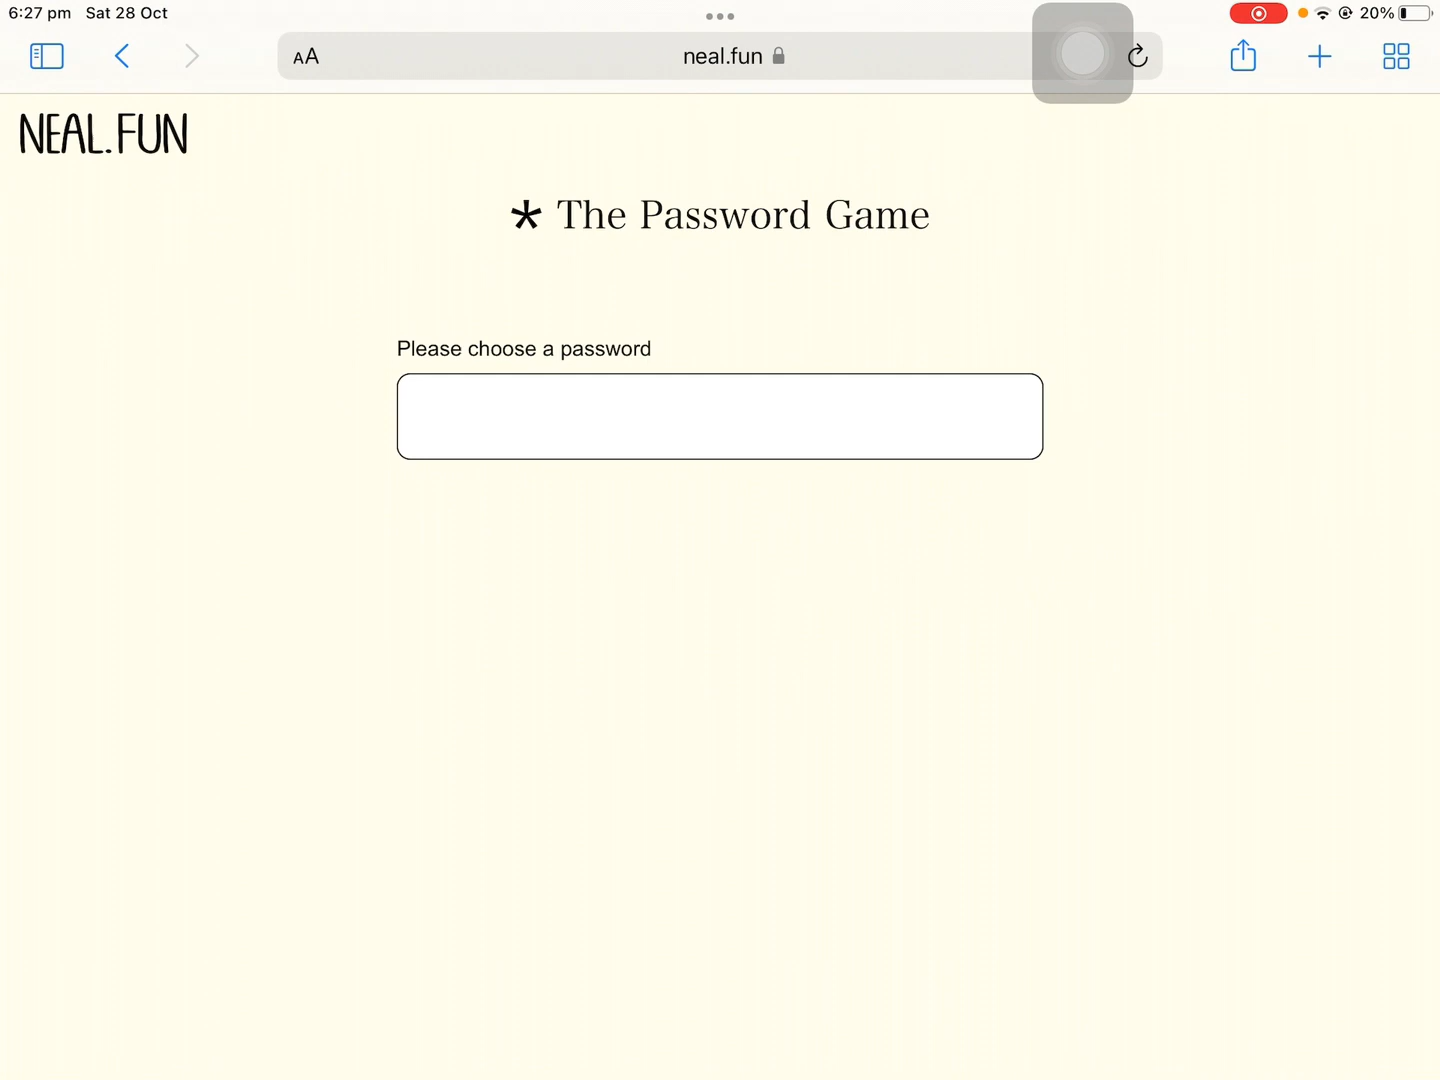 6:27 pm Sat 28 Oct
20%
AA neal.fun
NEAL.FUN
* The Password Game
Please choose a password